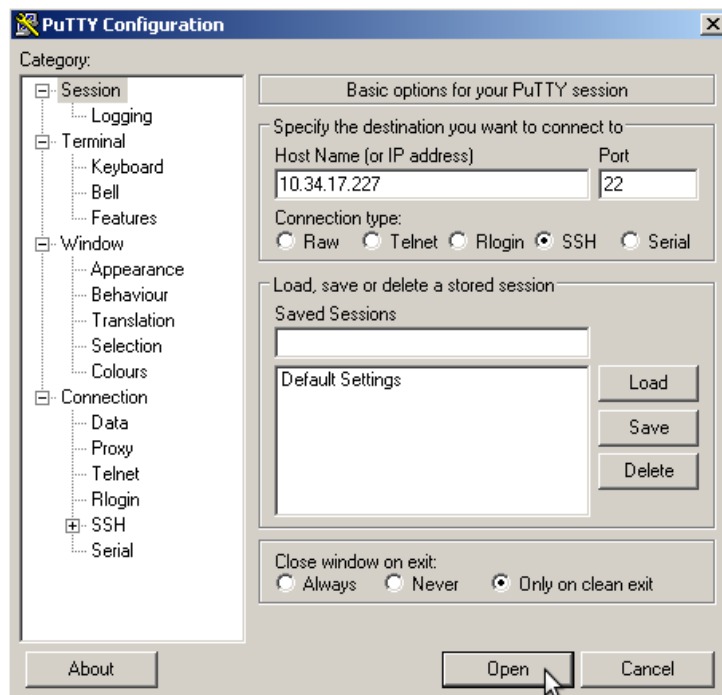 PuTTY Configuration
Category:
Session
Logging
Terminal
Keyboard
Bell
Features
Window
Appearance
Behaviour
Translation
Selection
Colours
Connection
Data
Proxy
Telnet
Rlogin
SSH
Serial
Basic options for your PuTTY session
Specify the destination you want to connect to
Host Name (or IP address) Port
10.34.17.227 22
Connection type:
Raw Telnet Rlogin SSH Serial
Load, save or delete a stored session
Saved Sessions
Default Settings
Load
Save
Delete
Close window on exit:
Always Never Only on clean exit
About Open Cancel